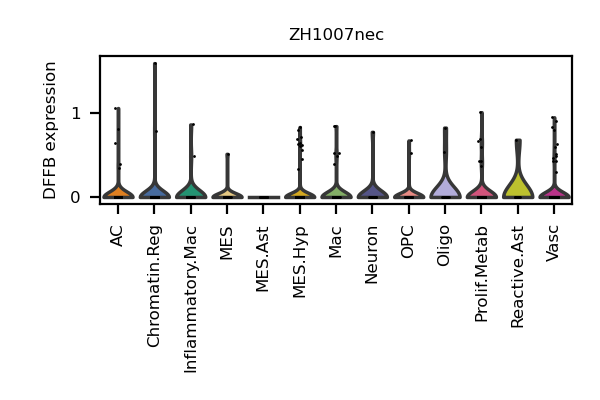 ZH1007nec
DFFB expression
1
0
AC
Chromatin.Reg
Inflammatory.Mac
MES
MES.Ast
MES.Hyp
Mac
Neuron
OPC
Oligo
Prolif.Metab
Reactive.Ast
Vasc